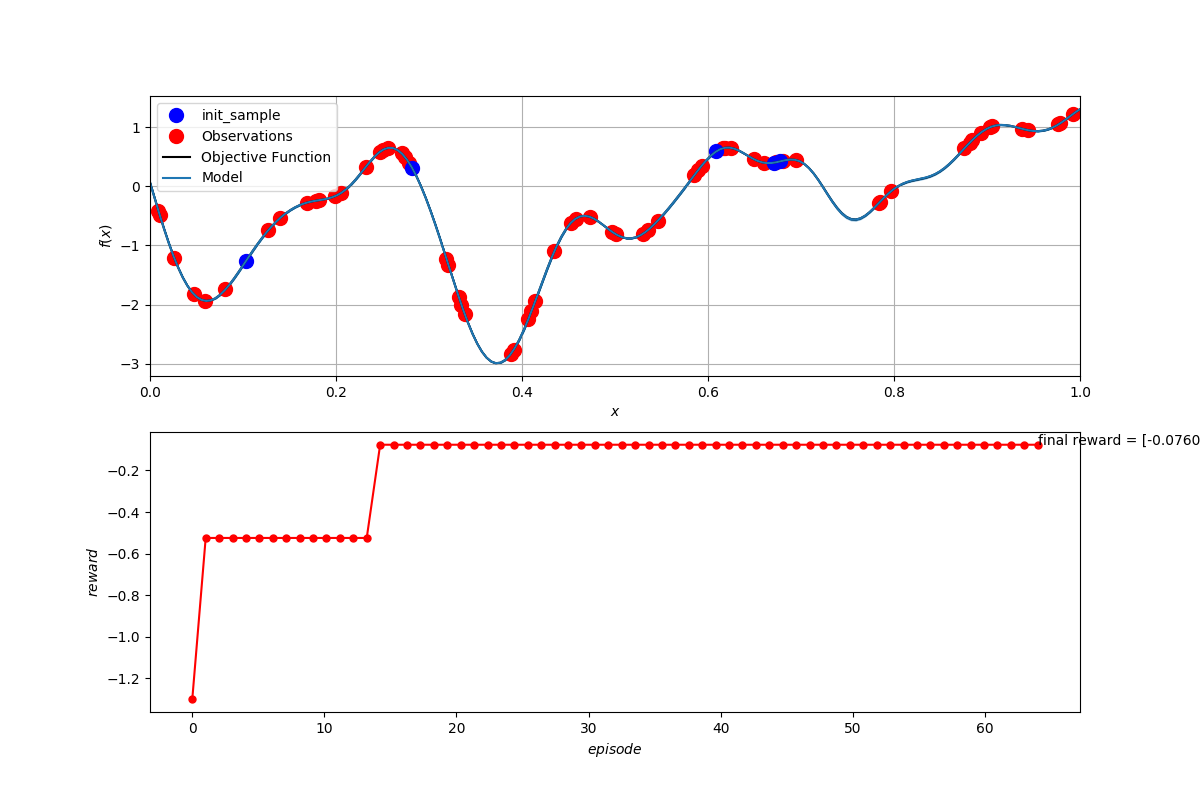 1
0
−1
−2
−3
f(x)
init_sample
Observations
Objective Function
Model
0.0
0.2
0.4
0.6
0.8
1.0
x
−0.2
−0.4
−0.6
−0.8
−1.0
−1.2
reward
final reward = [-0.0760
0
10
20
30
40
50
60
episode